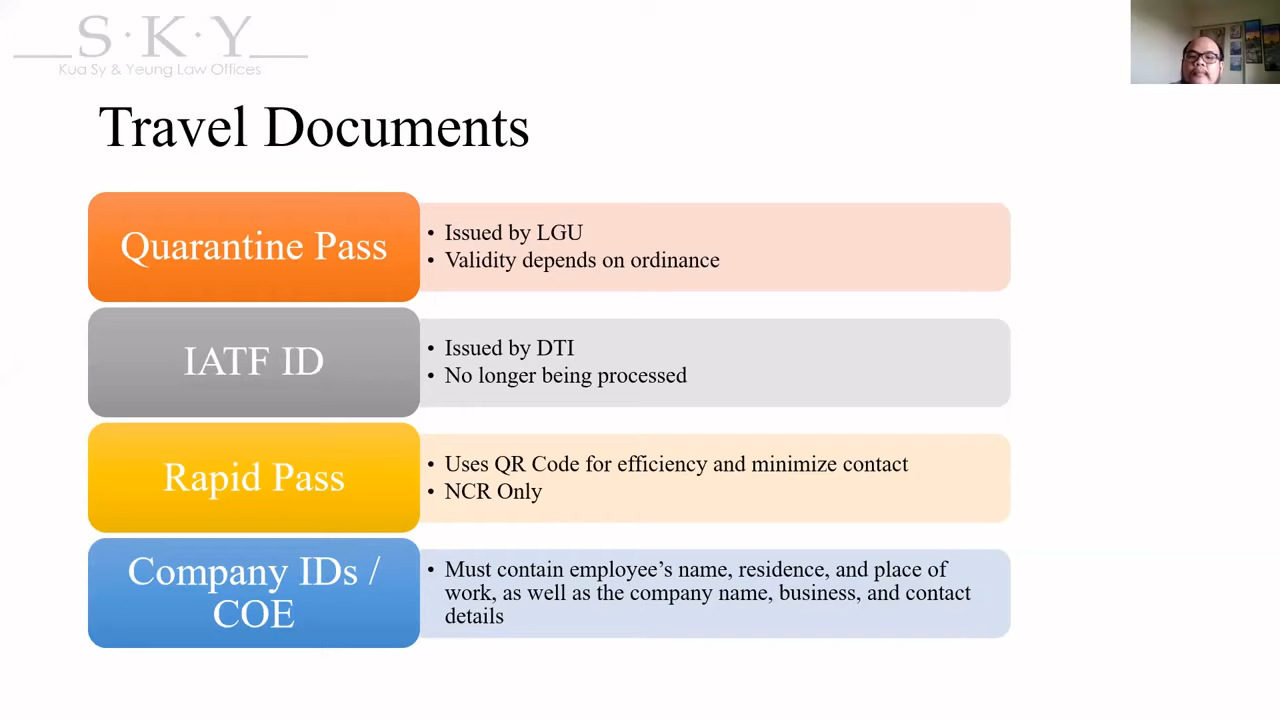 S·K·Y
Kua Sy & Yeung Law Offices
Travel Documents
Quarantine Pass
• Issued by LGU
• Validity depends on ordinance
IATF ID
• Issued by DTI
• No longer being processed
Rapid Pass
• Uses QR Code for efficiency and minimize contact
• NCR Only
Company IDs /
COE
• Must contain employee’s name, residence, and place of
work, as well as the company name, business, and contact
details